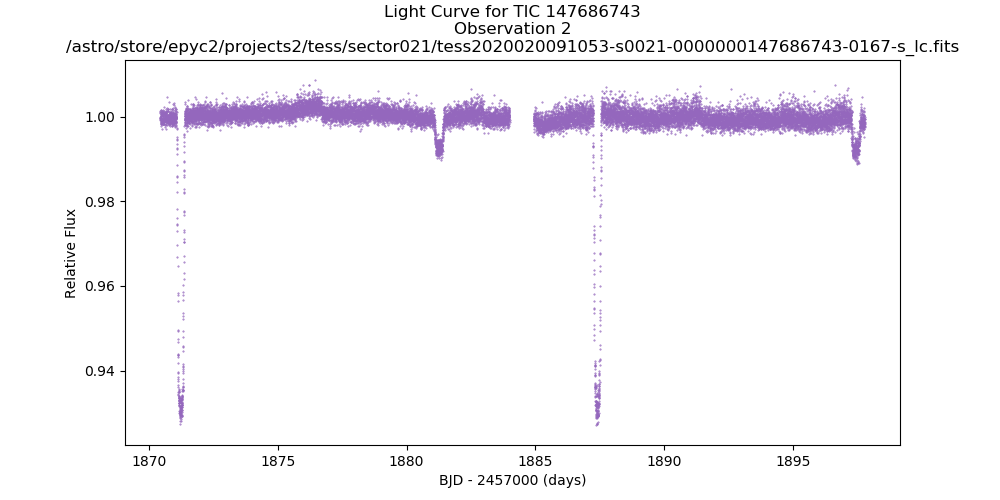 Light Curve for TIC 147686743
Observation 2
/astro/store/epyc2/projects2/tess/sector021/tess2020020091053-s0021-0000000147686743-0167-s_lc.fits
1.00
0.98
0.96
0.94
Relative Flux
1870
1875
1880
1885
1890
1895
BJD - 2457000 (days)